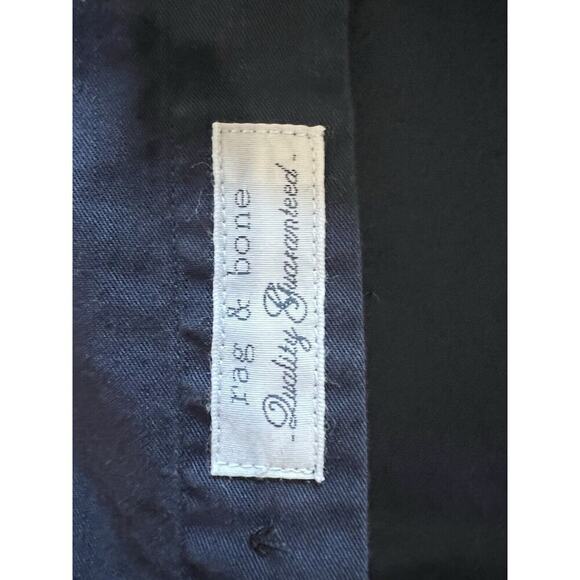 rag & bone
- Quality Guaranteed -